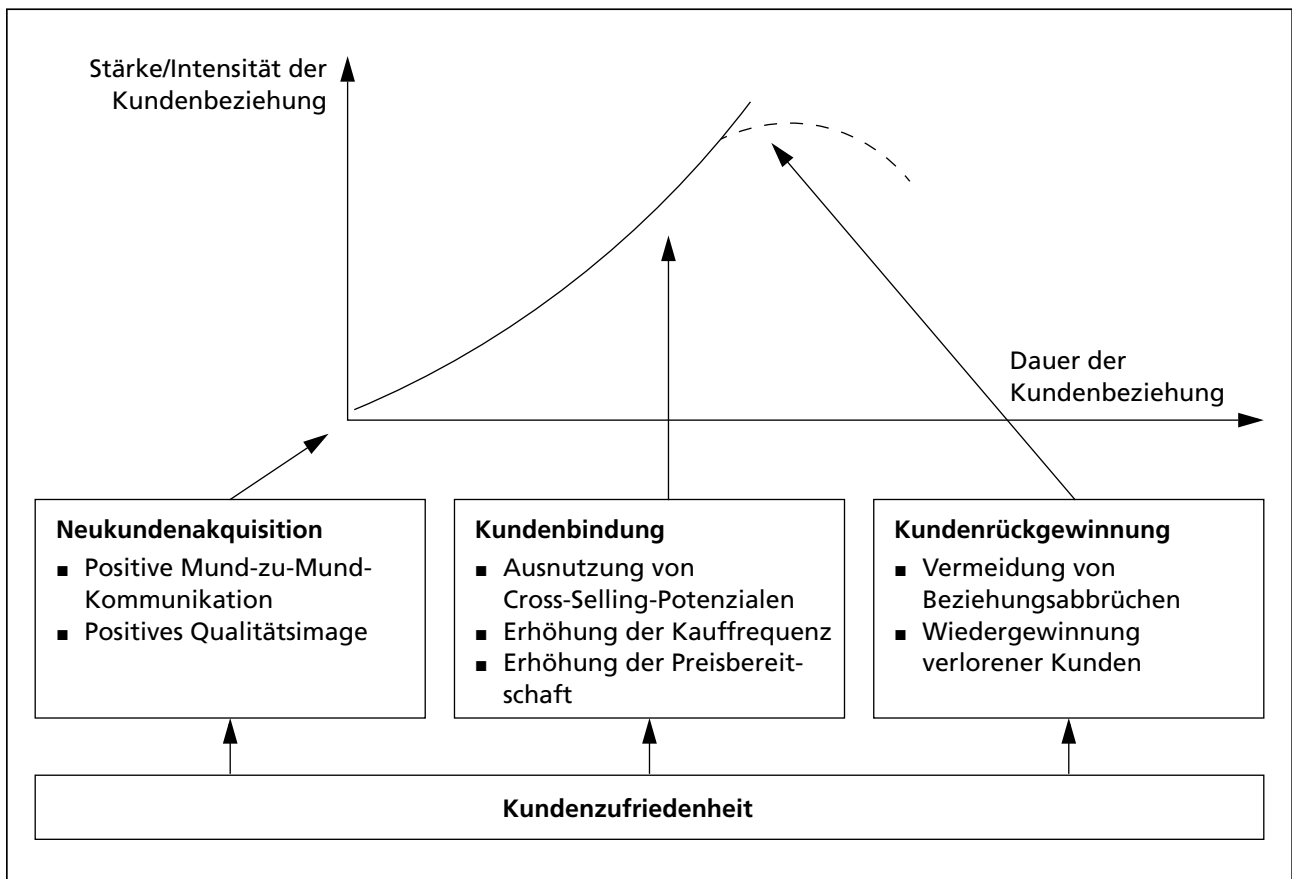 Stärke/Intensität der
Kundenbeziehung
Dauer der
Kundenbeziehung
Neukundenakquisition
■ Positive Mund-zu-Mund-
Kommunikation
■ Positives Qualitätsimage
Kundenbindung
■ Ausnutzung von
Cross-Selling-Potenzialen
■ Erhöhung der Kauffrequenz
■ Erhöhung der Preisbereit-
schaft
Kundenrückgewinnung
■ Vermeidung von
Beziehungsabbrüchen
■ Wiedergewinnung
verlorener Kunden
Kundenzufriedenheit